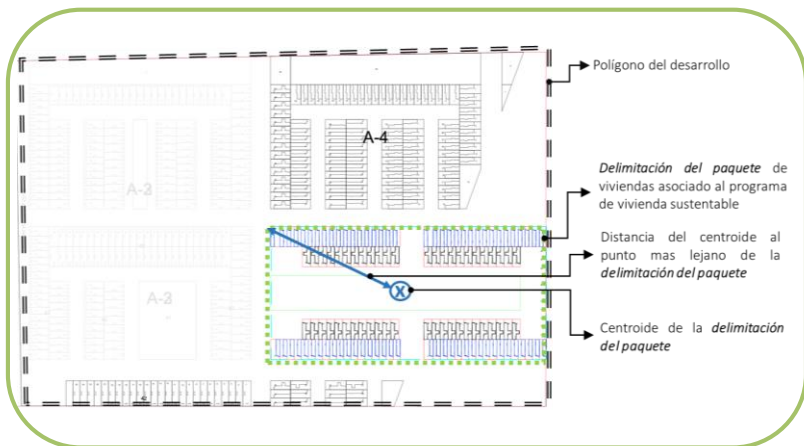 Polígono del desarrollo
A-4
A-3
Delimitación del paquete de
viviendas asociado al programa
de vivienda sustentable
Distancia del centroide al
punto mas lejano de la
delimitación del paquete
A-3
X
Centroide de la delimitación
del paquete